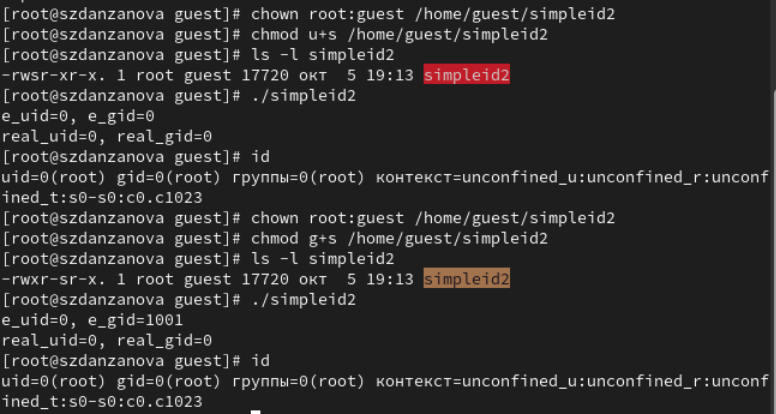 [root@szdanzanova guest]# chown root:guest /home/guest/simpleid2
[root@szdanzanova guest]# chmod u+s /home/guest/simpleid2
[root@szdanzanova guest]# ls -l simpleid2
-rwsr-xr-x. 1 root guest 17720 окт  5 19:13 simpleid2
[root@szdanzanova guest]# ./simpleid2
e_uid=0, e_gid=0
real_uid=0, real_gid=0
[root@szdanzanova guest]# id
uid=0(root) gid=0(root) группы=0(root) контекст=unconfined_u:unconfined_r:unconf
ined_t:s0-s0:c0.c1023
[root@szdanzanova guest]# chown root:guest /home/guest/simpleid2
[root@szdanzanova guest]# chmod g+s /home/guest/simpleid2
[root@szdanzanova guest]# ls -l simpleid2
-rwxr-sr-x. 1 root guest 17720 окт  5 19:13 simpleid2
[root@szdanzanova guest]# ./simpleid2
e_uid=0, e_gid=1001
real_uid=0, real_gid=0
[root@szdanzanova guest]# id
uid=0(root) gid=0(root) группы=0(root) контекст=unconfined_u:unconfined_r:unconf
ined_t:s0-s0:c0.c1023